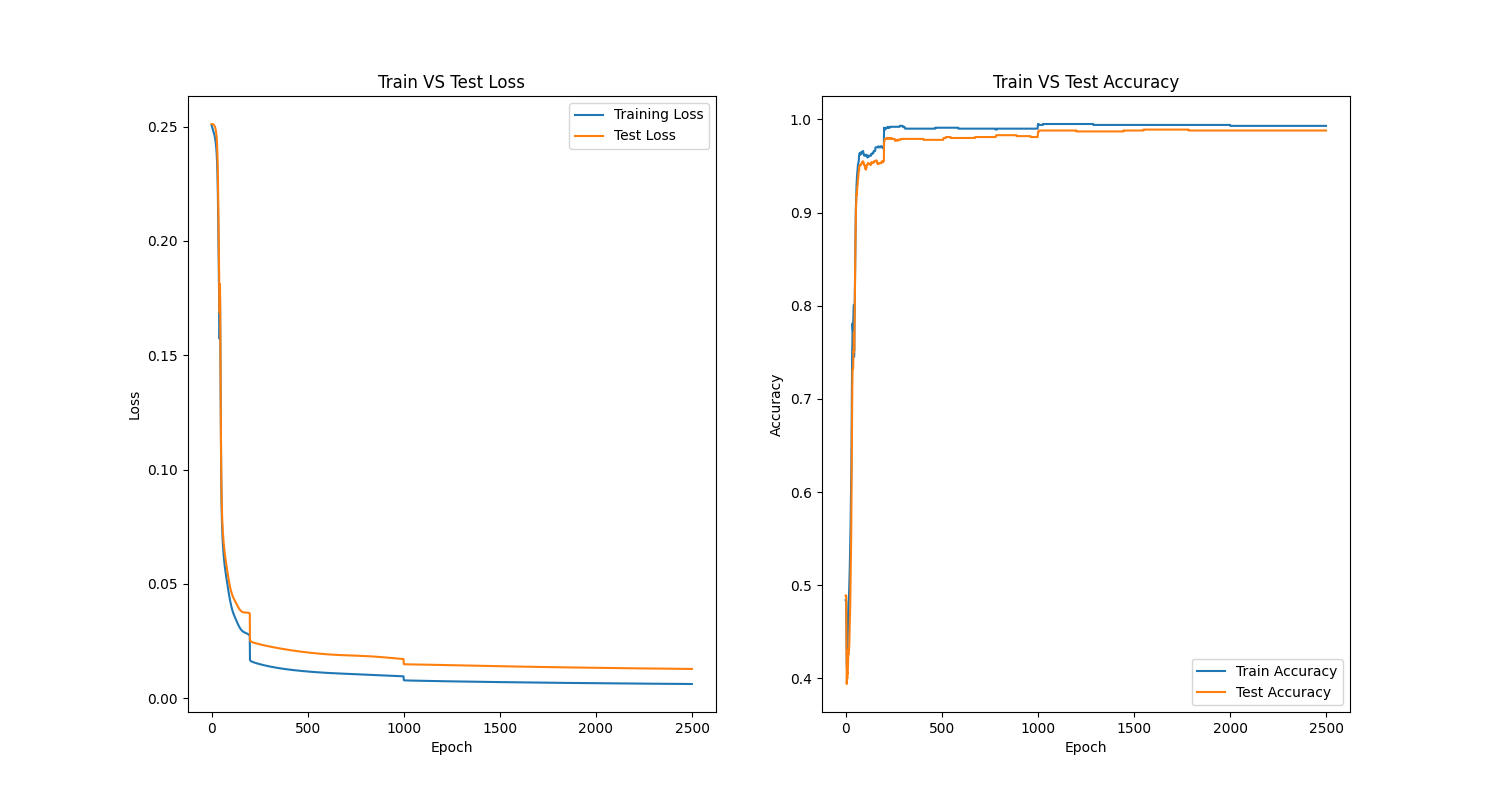 Train VS Test Loss
Training Loss
Test Loss
0.25
0.20
0.15
0.10
0.05
0.00
Loss
0 500 1000 1500 2000 2500
Epoch
Train VS Test Accuracy
1.0
0.9
0.8
0.7
0.6
0.5
0.4
Accuracy
Train Accuracy
Test Accuracy
0 500 1000 1500 2000 2500
Epoch